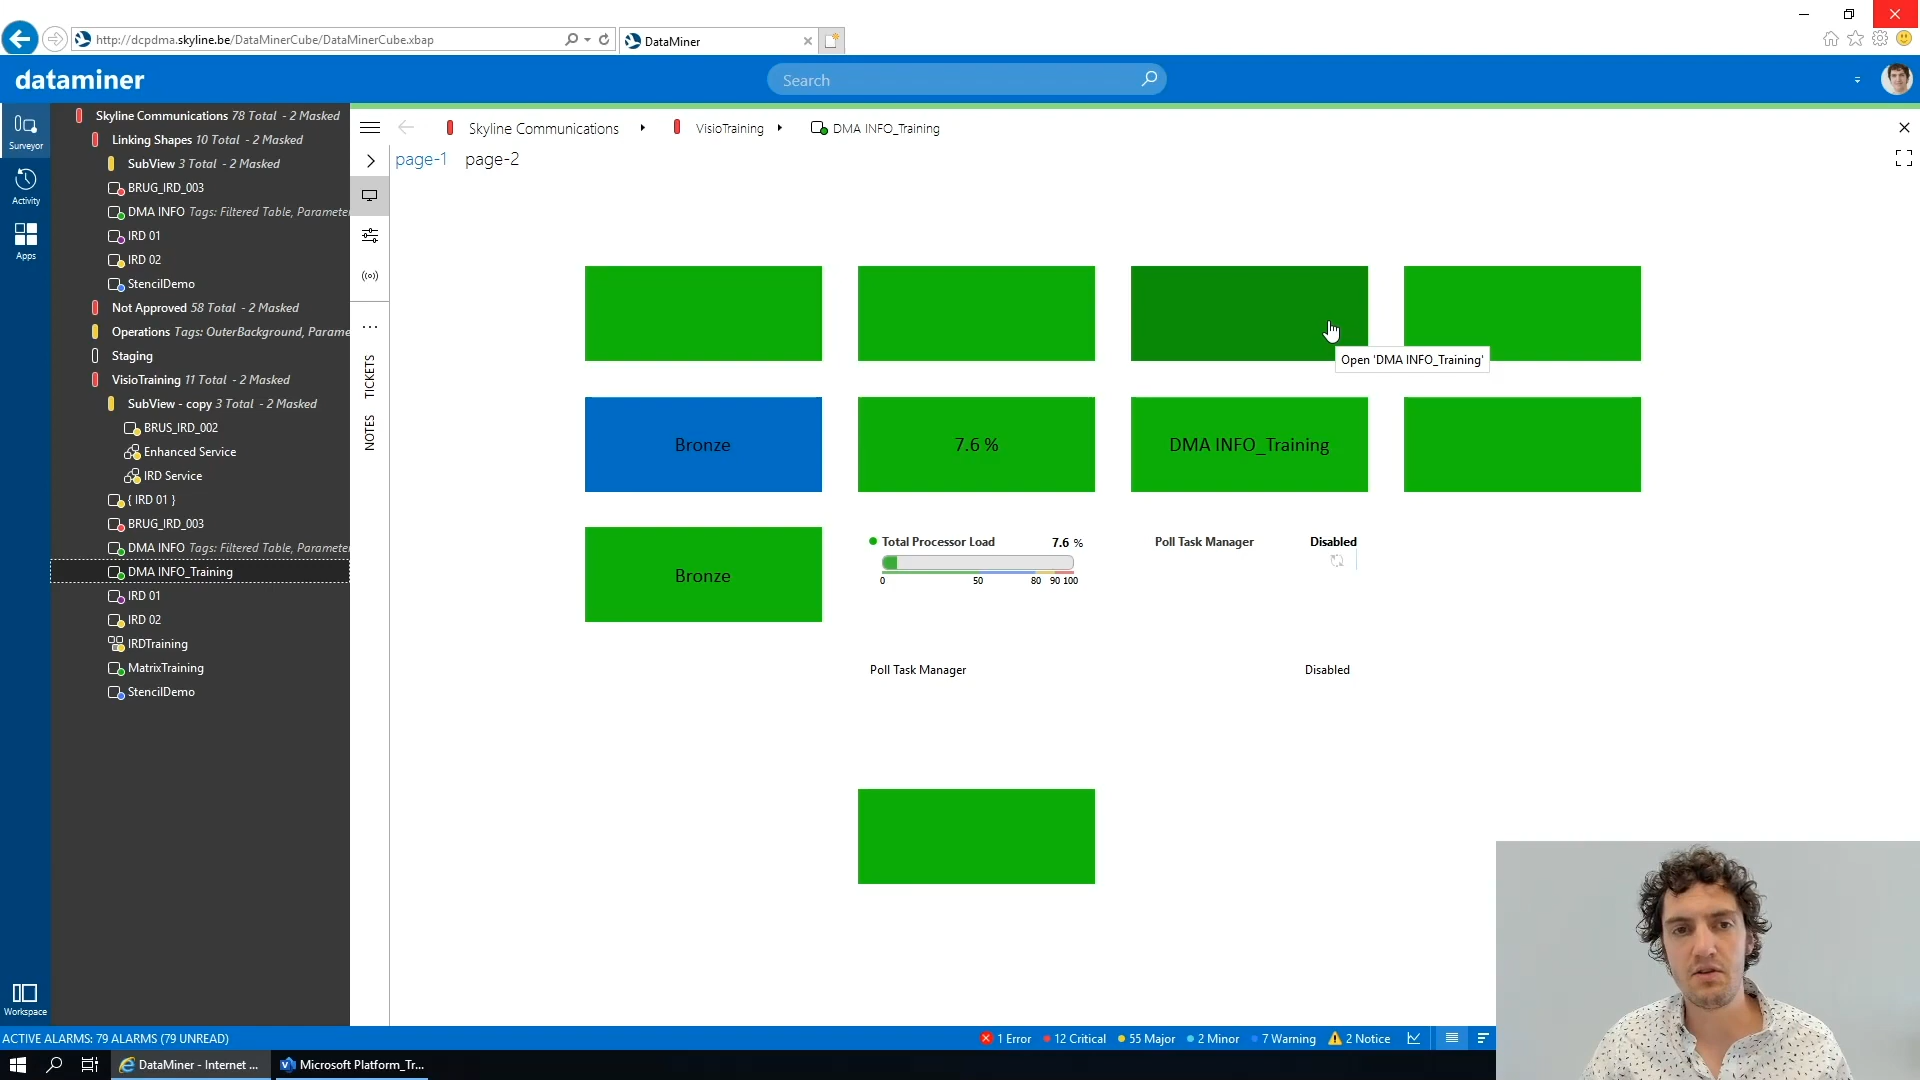 http://dcpdma.skyline.be/DataMinerCube/DataMinerCube.xbap
DataMiner
dataminer
Search
Surveyor
Activity
Apps
Workspace
Skyline Communications 78 Total - 2 Masked
Linking Shapes 10 Total - 2 Masked
SubView 3 Total - 2 Masked
BRUG_IRD_003
DMA INFO Tags: Filtered Table, Parameter
IRD 01
IRD 02
StencilDemo
Not Approved 58 Total - 2 Masked
Operations Tags: OuterBackground, Parame
Staging
VisioTraining 11 Total - 2 Masked
SubView - copy 3 Total - 2 Masked
BRUS_IRD_002
Enhanced Service
IRD Service
{ IRD 01 }
BRUG_IRD_003
DMA INFO Tags: Filtered Table, Parameter
DMA INFO_Training
IRD 01
IRD 02
IRDTraining
MatrixTraining
StencilDemo
TICKETS
NOTES
Skyline Communications
VisioTraining
DMA INFO_Training
page-1 page-2
Open 'DMA INFO_Training'
Bronze
7.6 %
DMA INFO_Training
Bronze
Total Processor Load 7.6 %
0 50 80 90 100
Poll Task Manager Disabled
Poll Task Manager Disabled
ACTIVE ALARMS: 79 ALARMS (79 UNREAD)
1 Error 12 Critical 55 Major 2 Minor 7 Warning 2 Notice
DataMiner - Internet ...
Microsoft Platform_Tr...